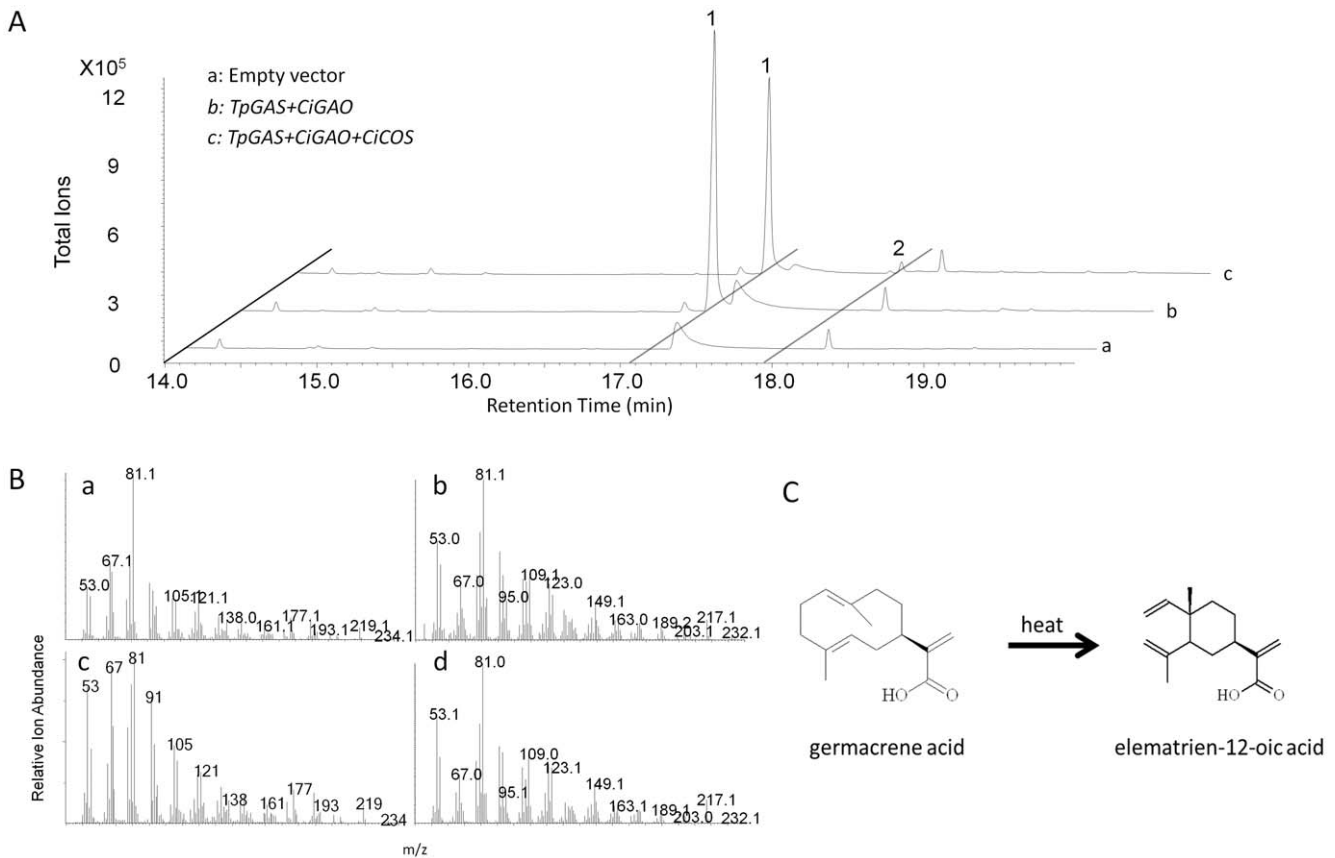 A
1
1
X10⁵
a: Empty vector
b: TpGAS+CiGAO
c: TpGAS+CiGAO+CiCOS
12
9
6
3
0
Total Ions
2
c
b
a
14.0 15.0 16.0 17.0 18.0 19.0
Retention Time (min)
B
a
81.1
67.1
53.0
105.1
121.1
138.0
161.1
177.1
193.1
219.1
234.1
b
81.1
53.0
67.0
95.0
109.1
123.0
149.1
163.0
189.2
203.1
217.1
232.1
c
81
67
53
91
105
121
138
161
177
193
219
234
d
81.0
53.1
67.0
95.1
109.0
123.1
149.1
163.1
189.1
203.0
217.1
232.1
Relative Ion Abundance
m/z
C
HO
O
heat
HO
O
germacrene acid
elematrien-12-oic acid